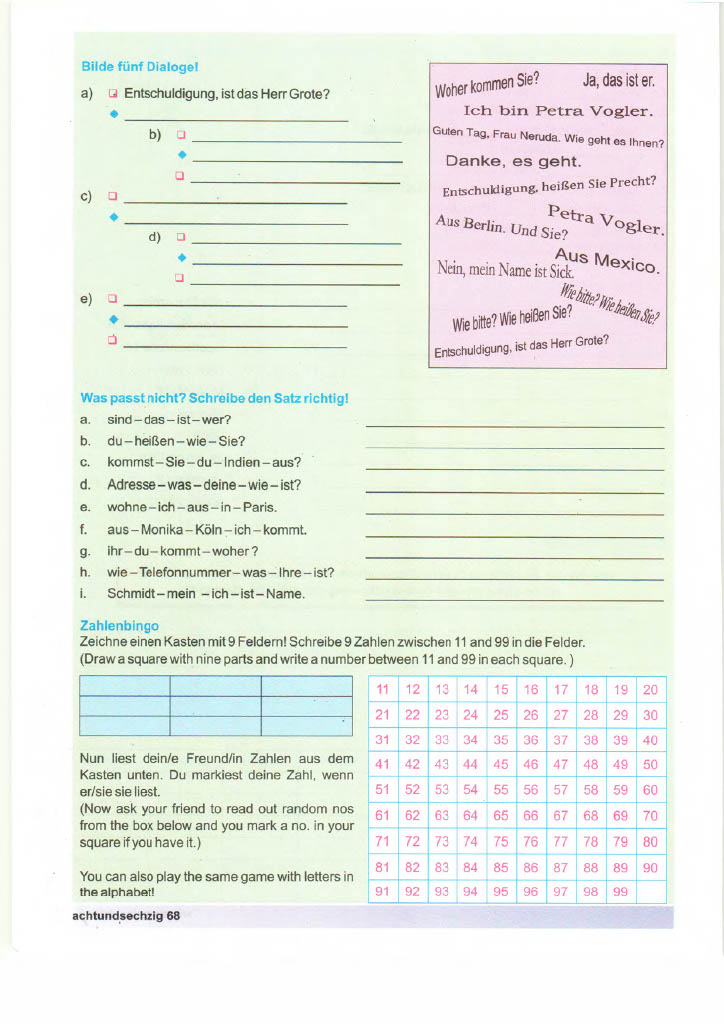 Bilde fünf Dialoge!
a) Entschuldigung, ist das Herr Grote?
b)
c)
d)
e)
Woher kommen Sie?
Ja, das ist er.
Ich bin Petra Vogler.
Guten Tag, Frau Neruda. Wie geht es Ihnen?
Danke, es geht.
Entschuldigung, heißen Sie Precht?
Petra Vogler.
Aus Berlin. Und Sie?
Aus Mexico.
Nein, mein Name ist Sick.
Wie bitte? Wie heißen Sie?
Wie bitte? Wie heißen Sie?
Entschuldigung, ist das Herr Grote?
Was passt nicht? Schreibe den Satz richtig!
a. sind – das – ist – wer?
b. du – heißen – wie – Sie?
c. kommst – Sie – du – Indien – aus?
d. Adresse – was – deine – wie – ist?
e. wohne – ich – aus – in – Paris.
f. aus – Monika – Köln – ich – kommt.
g. ihr – du – kommt – woher?
h. wie – Telefonnummer – was – Ihre – ist?
i. Schmidt – mein – ich – ist – Name.
Zahlenbingo
Zeichne einen Kasten mit 9 Feldern! Schreibe 9 Zahlen zwischen 11 and 99 in die Felder.
(Draw a square with nine parts and write a number between 11 and 99 in each square. )
Nun liest dein/e Freund/in Zahlen aus dem
Kasten unten. Du markiest deine Zahl, wenn
er/sie sie liest.
(Now ask your friend to read out random nos
from the box below and you mark a no. in your
square if you have it.)
You can also play the same game with letters in
the alphabet!
11 12 13 14 15 16 17 18 19 20
21 22 23 24 25 26 27 28 29 30
31 32 33 34 35 36 37 38 39 40
41 42 43 44 45 46 47 48 49 50
51 52 53 54 55 56 57 58 59 60
61 62 63 64 65 66 67 68 69 70
71 72 73 74 75 76 77 78 79 80
81 82 83 84 85 86 87 88 89 90
91 92 93 94 95 96 97 98 99
achtundsechzig 68